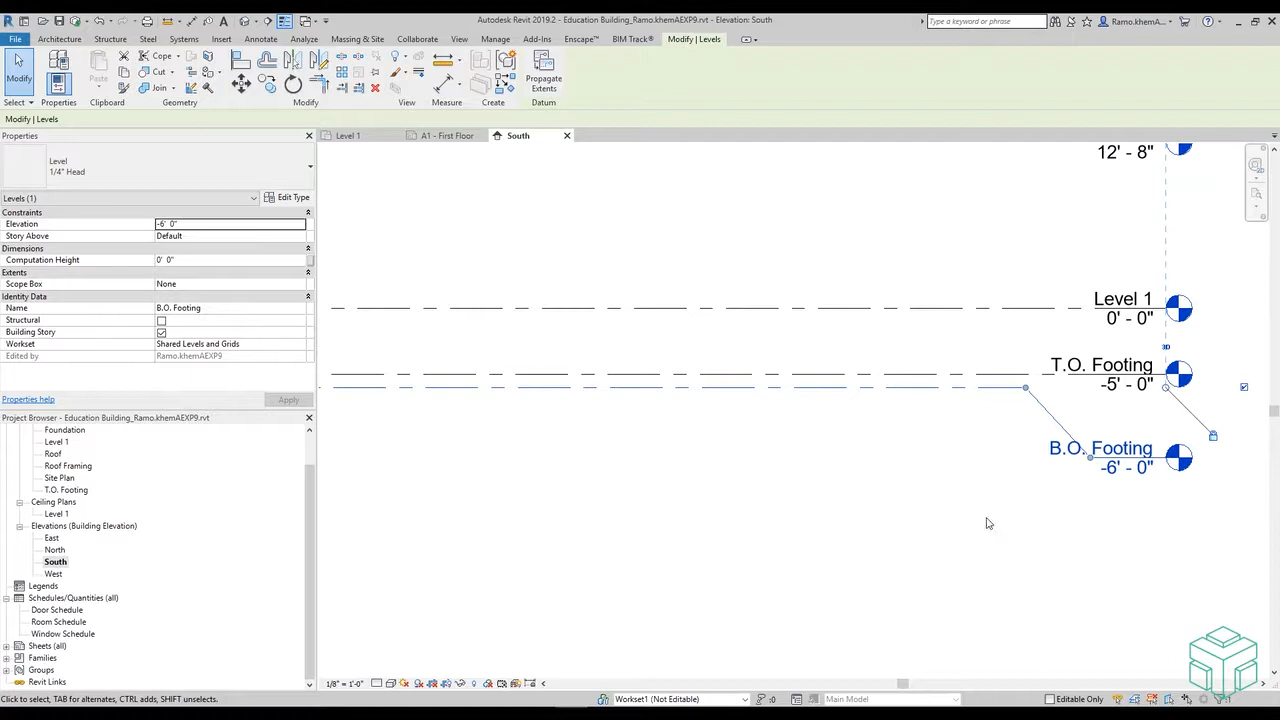 Autodesk Revit 2019.2 - Education Building_Ramo.khemAEXP9.rvt - Elevation: South
Type a keyword or phrase
Ramo.khemA...
File Architecture Structure Steel Systems Insert Annotate Analyze Massing & Site Collaborate View Manage Add-Ins Enscape™ BIM Track® Modify | Levels
Modify
Paste
Cope
Cut
Join
Propagate
Extents
Select Properties Clipboard Geometry Modify View Measure Create Datum
Modify | Levels
Properties
Level 1
A1 - First Floor
South
Level
1/4" Head
Levels (1)
Edit Type
Constraints
Elevation -6' 0"
Story Above Default
Dimensions
Computation Height 0' 0"
Extents
Scope Box None
Identity Data
Name B.O. Footing
Structural
Building Story
Workset Shared Levels and Grids
Edited by Ramo.khemAEXP9
Properties help
Apply
Project Browser - Education Building_Ramo.khemAEXP9.rvt
Foundation
Level 1
Roof
Roof Framing
Site Plan
T.O. Footing
Ceiling Plans
Level 1
Elevations (Building Elevation)
East
North
South
West
Legends
Schedules/Quantities (all)
Door Schedule
Room Schedule
Window Schedule
Sheets (all)
Families
Groups
Revit Links
12' - 8"
Level 1
0' - 0"
3D
T.O. Footing
-5' - 0"
B.O. Footing
-6' - 0"
1/8" = 1'-0"
Click to select, TAB for alternates, CTRL adds, SHIFT unselects.
Workset1 (Not Editable)
:0
Main Model
Editable Only